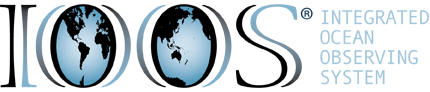 IOOS® INTEGRATED
OCEAN
OBSERVING
SYSTEM